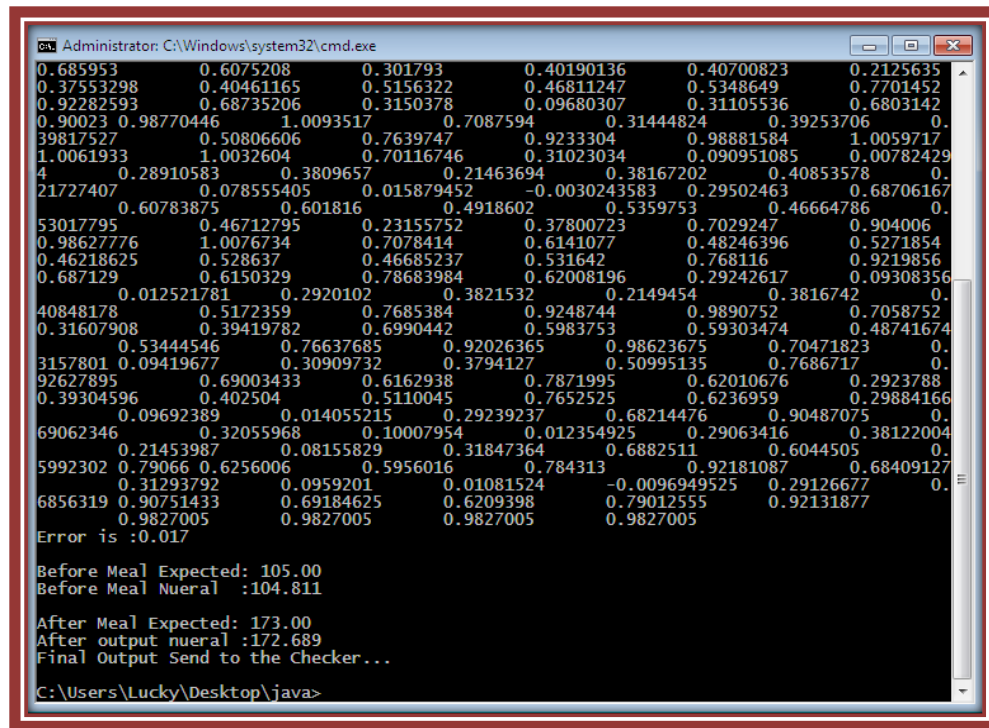 Administrator: C:\Windows\system32\cmd.exe
0.685953 0.6075208 0.301793 0.40190136 0.40700823 0.2125635
0.37553298 0.40461165 0.5156322 0.46811247 0.5348649 0.7701452
0.92282593 0.68735206 0.3150378 0.09680307 0.31105536 0.6803142
0.90023 0.98770446 1.0093517 0.7087594 0.31444824 0.39253706 0.
39817527 0.50806606 0.7639747 0.9233304 0.98881584 1.0059717
1.0061933 1.0032604 0.70116746 0.31023034 0.090951085 0.00782429
4 0.28910583 0.3809657 0.21463694 0.38167202 0.40853578 0.
21727407 0.078555405 0.015879452 -0.0030243583 0.29502463 0.68706167
0.60783875 0.601816 0.4918602 0.5359753 0.46664786 0.
53017795 0.46712795 0.23155752 0.37800723 0.7029247 0.904006
0.98627776 1.0076734 0.7078414 0.6141077 0.48246396 0.5271854
0.46218625 0.528637 0.46685237 0.531642 0.768116 0.9219856
0.687129 0.6150329 0.78683984 0.62008196 0.29242617 0.09308356
0.012521781 0.2920102 0.3821532 0.2149454 0.3816742 0.
40848178 0.5172359 0.7685384 0.9248744 0.9890752 0.7058752
0.31607908 0.39419782 0.6990442 0.5983753 0.59303474 0.48741674
0.53444546 0.76637685 0.92026365 0.98623675 0.70471823 0.
3157801 0.09419677 0.30909732 0.3794127 0.50995135 0.7686717 0.
92627895 0.69003433 0.6162938 0.7871995 0.62010676 0.2923788
0.39304596 0.402504 0.5110045 0.7652525 0.6236959 0.29884166
0.09692389 0.014055215 0.29239237 0.68214476 0.90487075 0.
69062346 0.32055968 0.10007954 0.012354925 0.29063416 0.38122004
0.21453987 0.08155829 0.31847364 0.6882511 0.6044505 0.
5992302 0.79066 0.6256006 0.5956016 0.784313 0.92181087 0.68409127
0.31293792 0.0959201 0.01081524 -0.0096949525 0.29126677 0.
6856319 0.90751433 0.69184625 0.6209398 0.79012555 0.92131877
0.9827005 0.9827005 0.9827005 0.9827005
Error is :0.017
Before Meal Expected: 105.00
Before Meal Nueral :104.811
After Meal Expected: 173.00
After output nueral :172.689
Final Output Send to the Checker...
C:\Users\Lucky\Desktop\java>